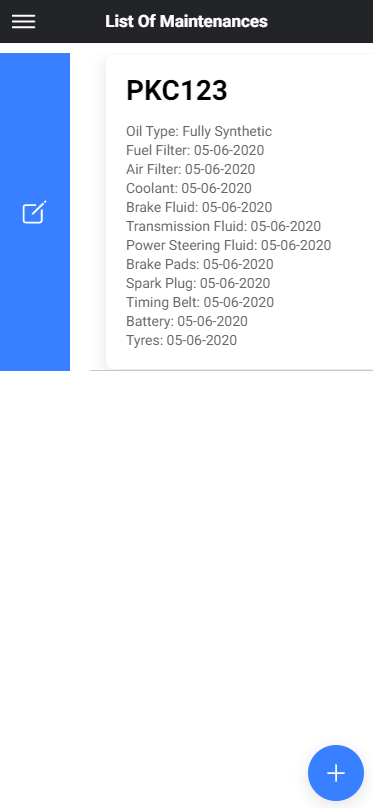 List Of Maintenances
PKC123
Oil Type: Fully Synthetic
Fuel Filter: 05-06-2020
Air Filter: 05-06-2020
Coolant: 05-06-2020
Brake Fluid: 05-06-2020
Transmission Fluid: 05-06-2020
Power Steering Fluid: 05-06-2020
Brake Pads: 05-06-2020
Spark Plug: 05-06-2020
Timing Belt: 05-06-2020
Battery: 05-06-2020
Tyres: 05-06-2020